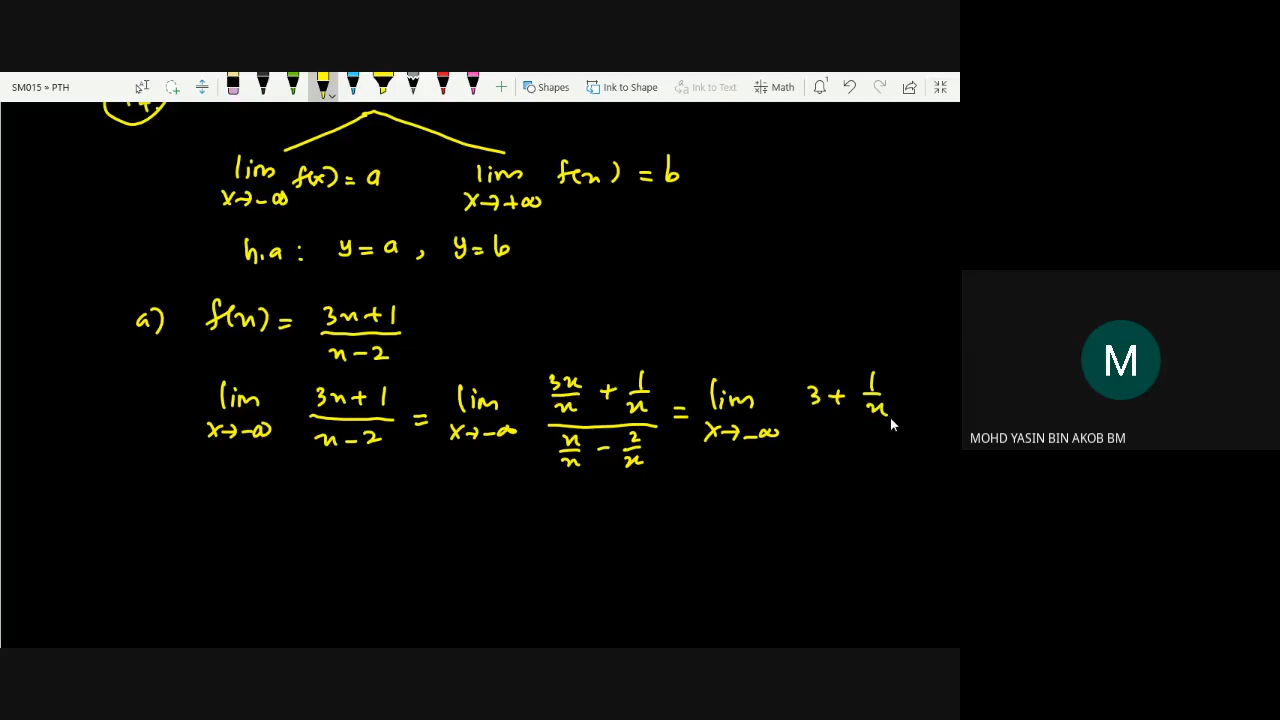 SM015 » PTH Shapes Ink to Shape Ink to Text Math
lim x→-∞ f(x) = a lim x→+∞ f(x) = b
h.a : y = a , y = b
a) f(x) = 3x+1 / x-2
lim x→-∞ 3x+1 / x-2 = lim x→-∞ 3x/x + 1/x / x/x - 2/x = lim x→-∞ 3 + 1/x
M
MOHD YASIN BIN AKOB BM